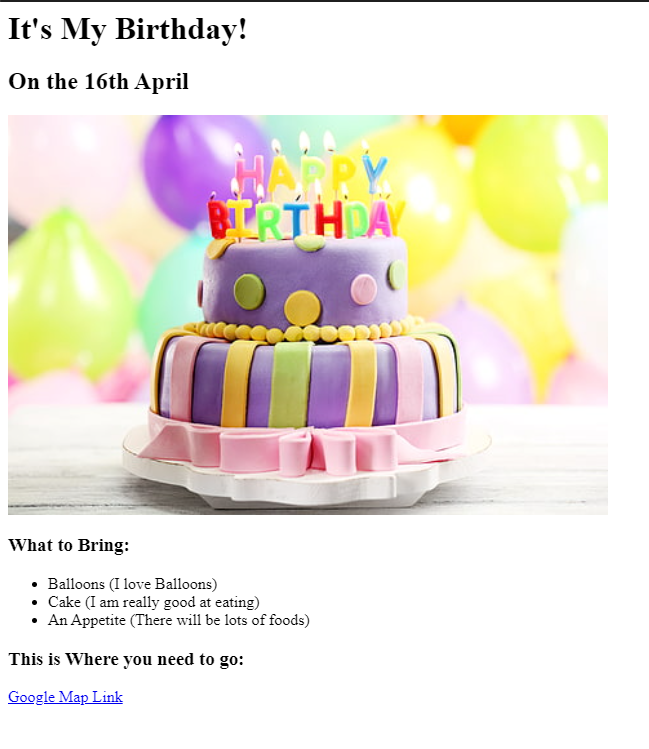 It's My Birthday!
On the 16th April
HAPPY
BIRTHDAY
What to Bring:
Balloons (I love Balloons)
Cake (I am really good at eating)
An Appetite (There will be lots of foods)
This is Where you need to go:
Google Map Link